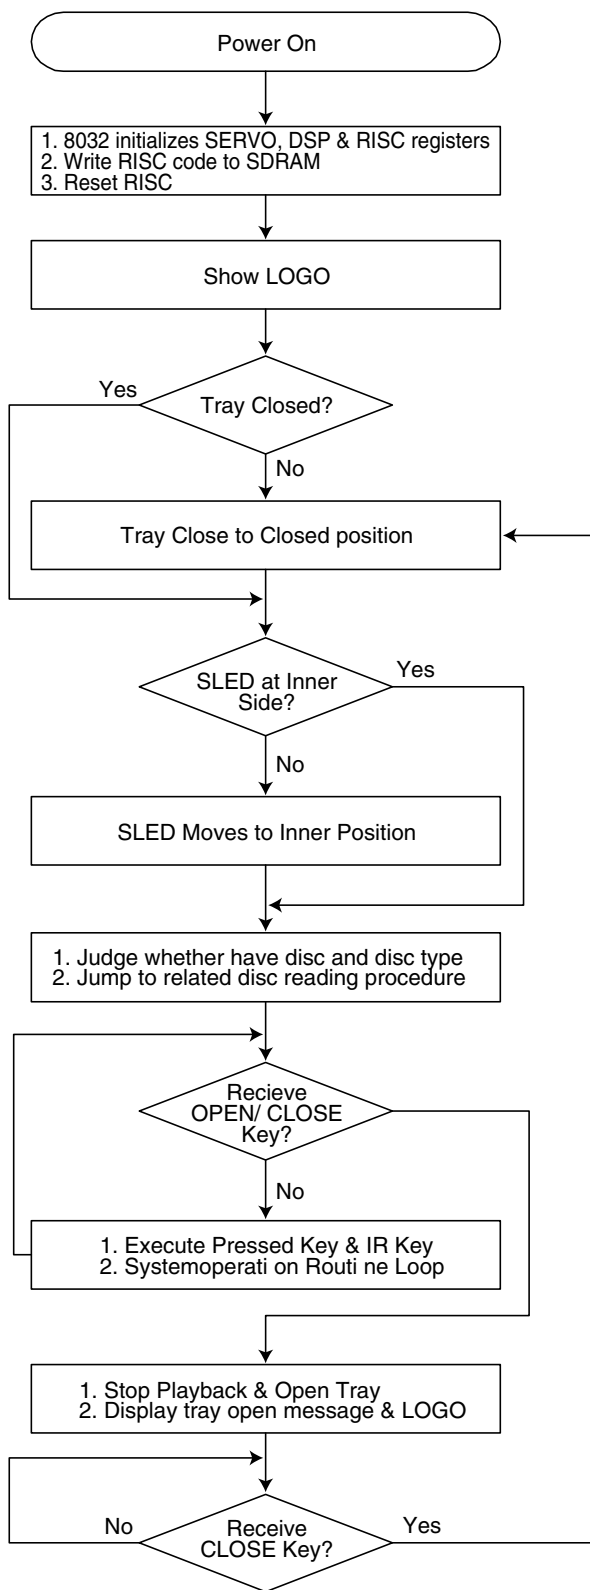 Power On
1. 8032 initializes SERVO, DSP & RISC registers
2. Write RISC code to SDRAM
3. Reset RISC
Show LOGO
Yes
Tray Closed?
No
Tray Close to Closed position
SLED at Inner
Side?
Yes
No
SLED Moves to Inner Position
1. Judge whether have disc and disc type
2. Jump to related disc reading procedure
Recieve
OPEN/ CLOSE
Key?
No
1. Execute Pressed Key & IR Key
2. Systemoperati on Routi ne Loop
1. Stop Playback & Open Tray
2. Display tray open message & LOGO
No
Receive
CLOSE Key?
Yes